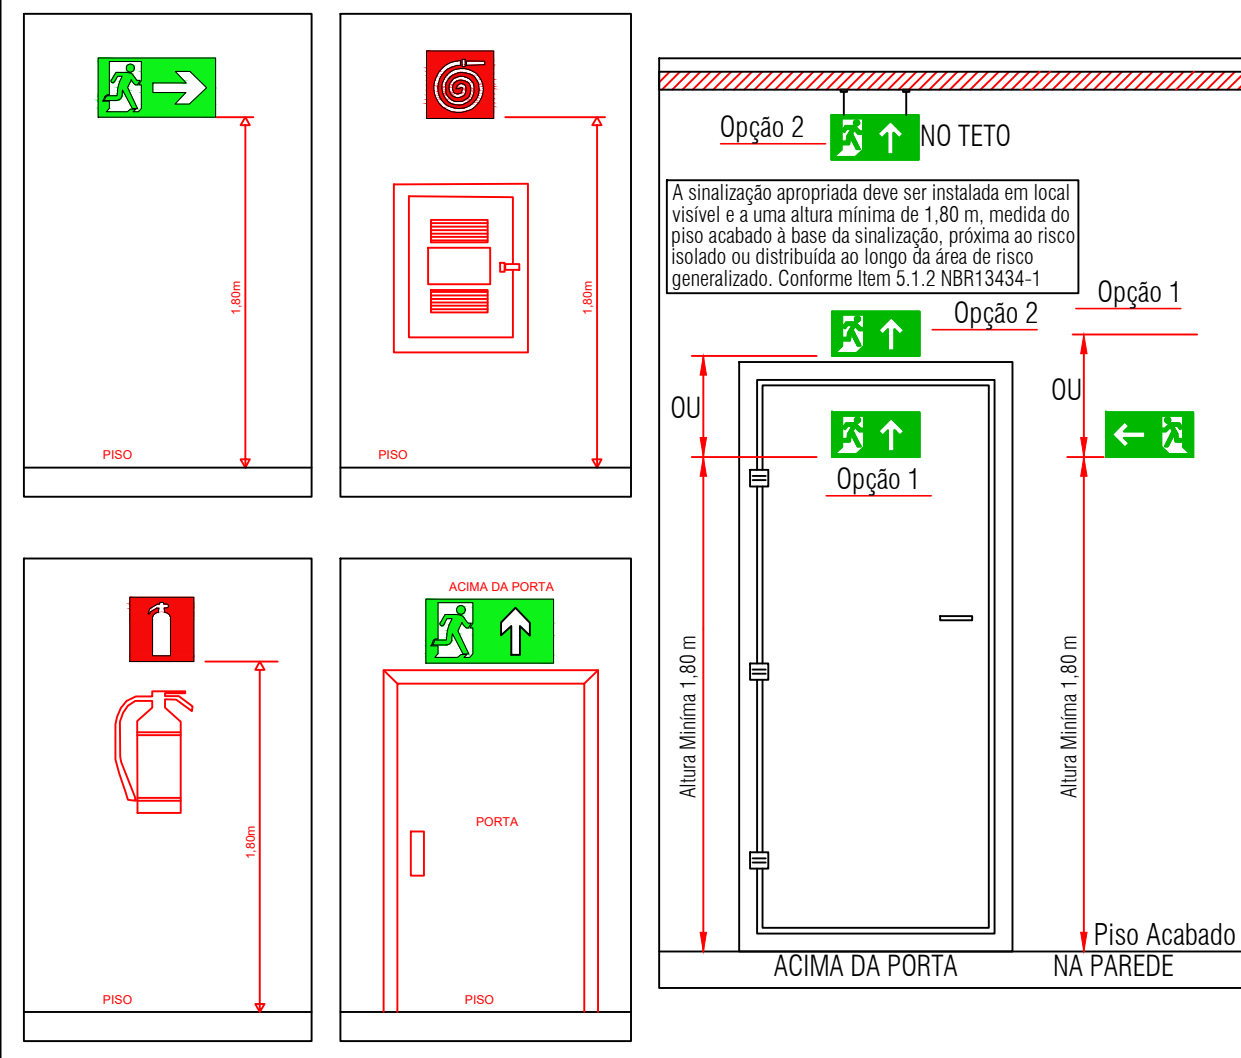 1,80m
PISO
1,80m
PISO
1,80m
PISO
ACIMA DA PORTA
PORTA
PISO
Opção 2
NO TETO
A sinalização apropriada deve ser instalada em local
visível e a uma altura mínima de 1,80 m, medida do
piso acabado à base da sinalização, próxima ao risco
isolado ou distribuída ao longo da área de risco
generalizado. Conforme Item 5.1.2 NBR13434-1
Opção 1
Opção 2
OU
OU
Opção 1
Altura Miníma 1,80 m
Altura Miníma 1,80 m
Piso Acabado
ACIMA DA PORTA
NA PAREDE